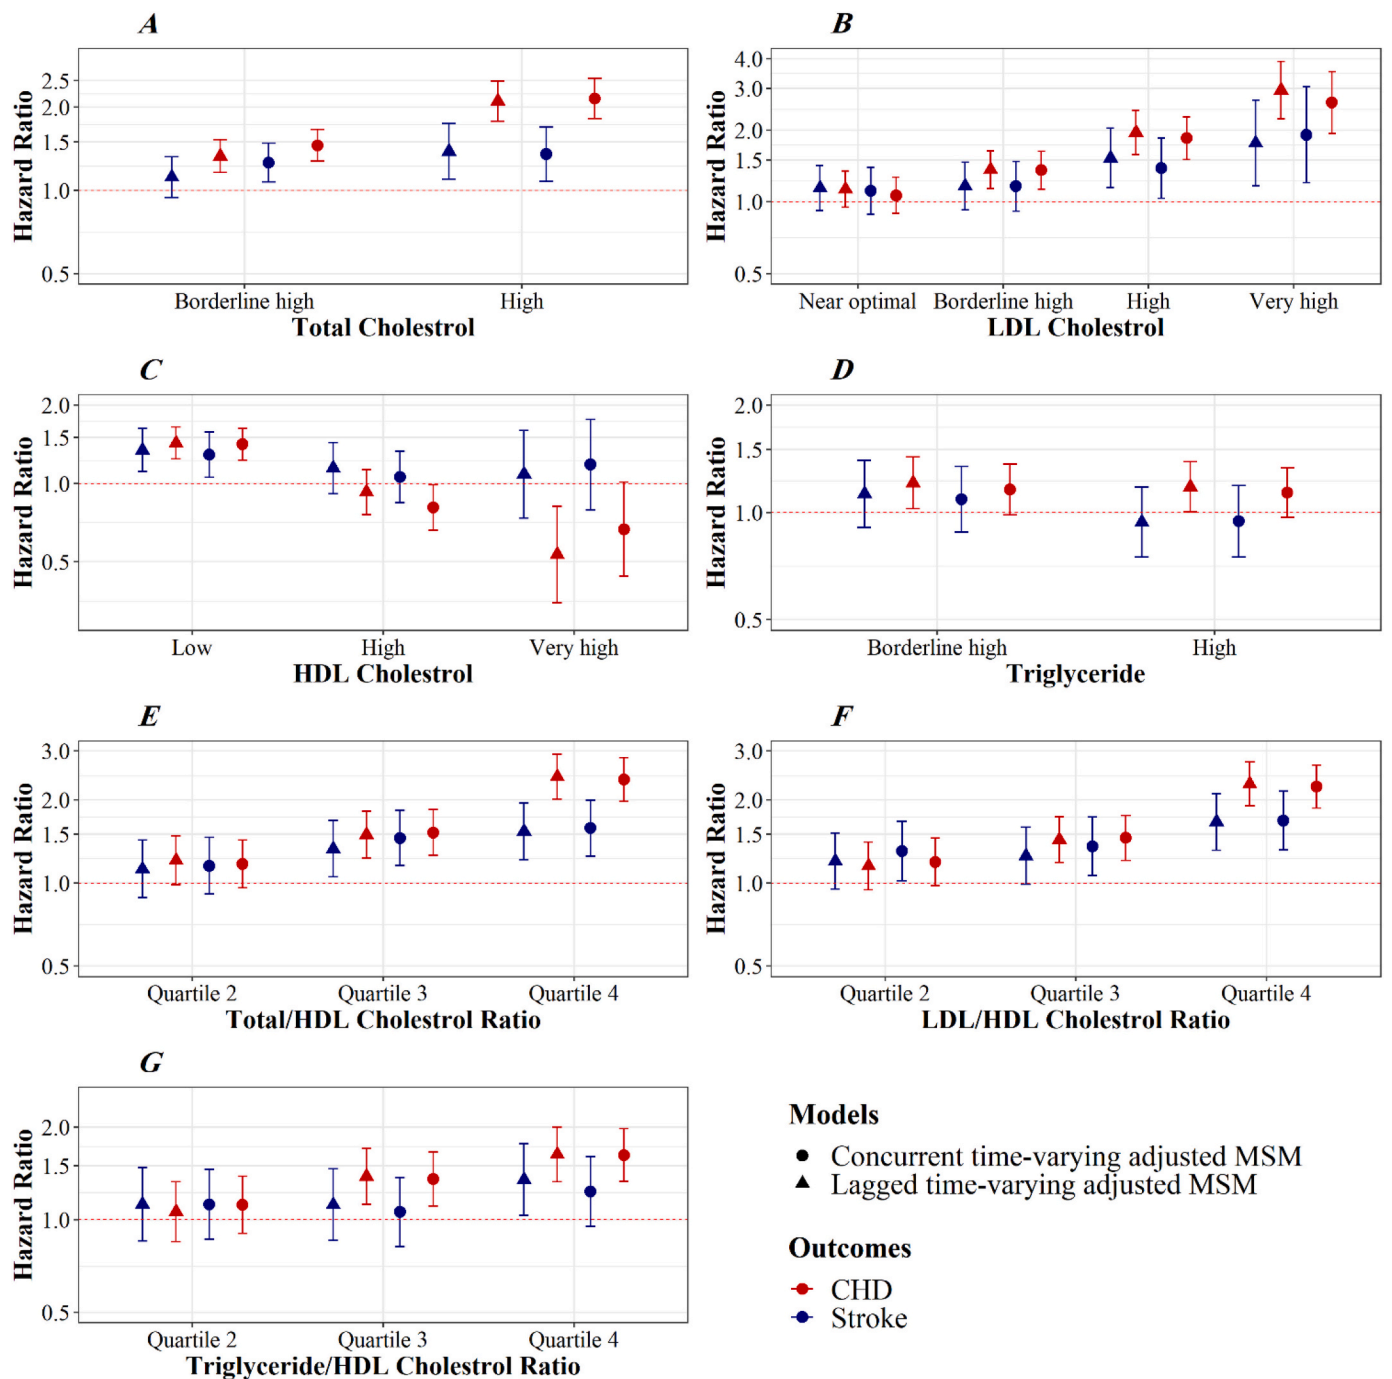 A
Hazard Ratio
2.5
2.0
1.5
1.0
0.5
Borderline high
High
Total Cholestrol
B
Hazard Ratio
4.0
3.0
2.0
1.5
1.0
0.5
Near optimal
Borderline high
High
Very high
LDL Cholestrol
C
Hazard Ratio
2.0
1.5
1.0
0.5
Low
High
Very high
HDL Cholestrol
D
Hazard Ratio
2.0
1.5
1.0
0.5
Borderline high
High
Triglyceride
E
Hazard Ratio
3.0
2.0
1.5
1.0
0.5
Quartile 2
Quartile 3
Quartile 4
Total/HDL Cholestrol Ratio
F
Hazard Ratio
3.0
2.0
1.5
1.0
0.5
Quartile 2
Quartile 3
Quartile 4
LDL/HDL Cholestrol Ratio
G
Hazard Ratio
2.0
1.5
1.0
0.5
Quartile 2
Quartile 3
Quartile 4
Triglyceride/HDL Cholestrol Ratio
Models
Concurrent time-varying adjusted MSM
Lagged time-varying adjusted MSM
Outcomes
CHD
Stroke